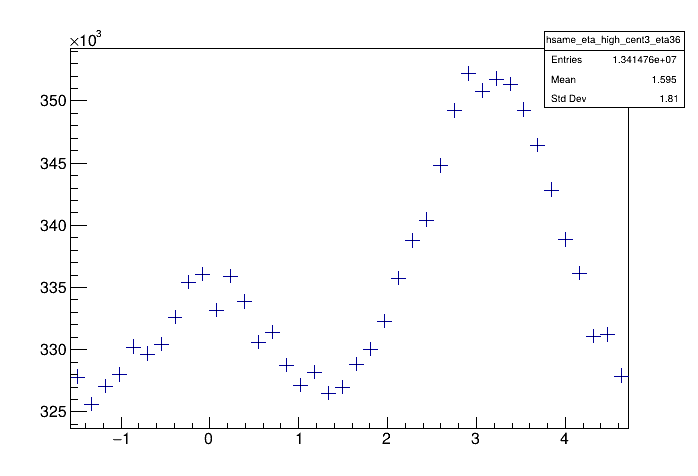 ×10³
hsame_eta_high_cent3_eta36
Entries 1.341476e+07
Mean 1.595
Std Dev 1.81
350
345
340
335
330
325
−1 0 1 2 3 4